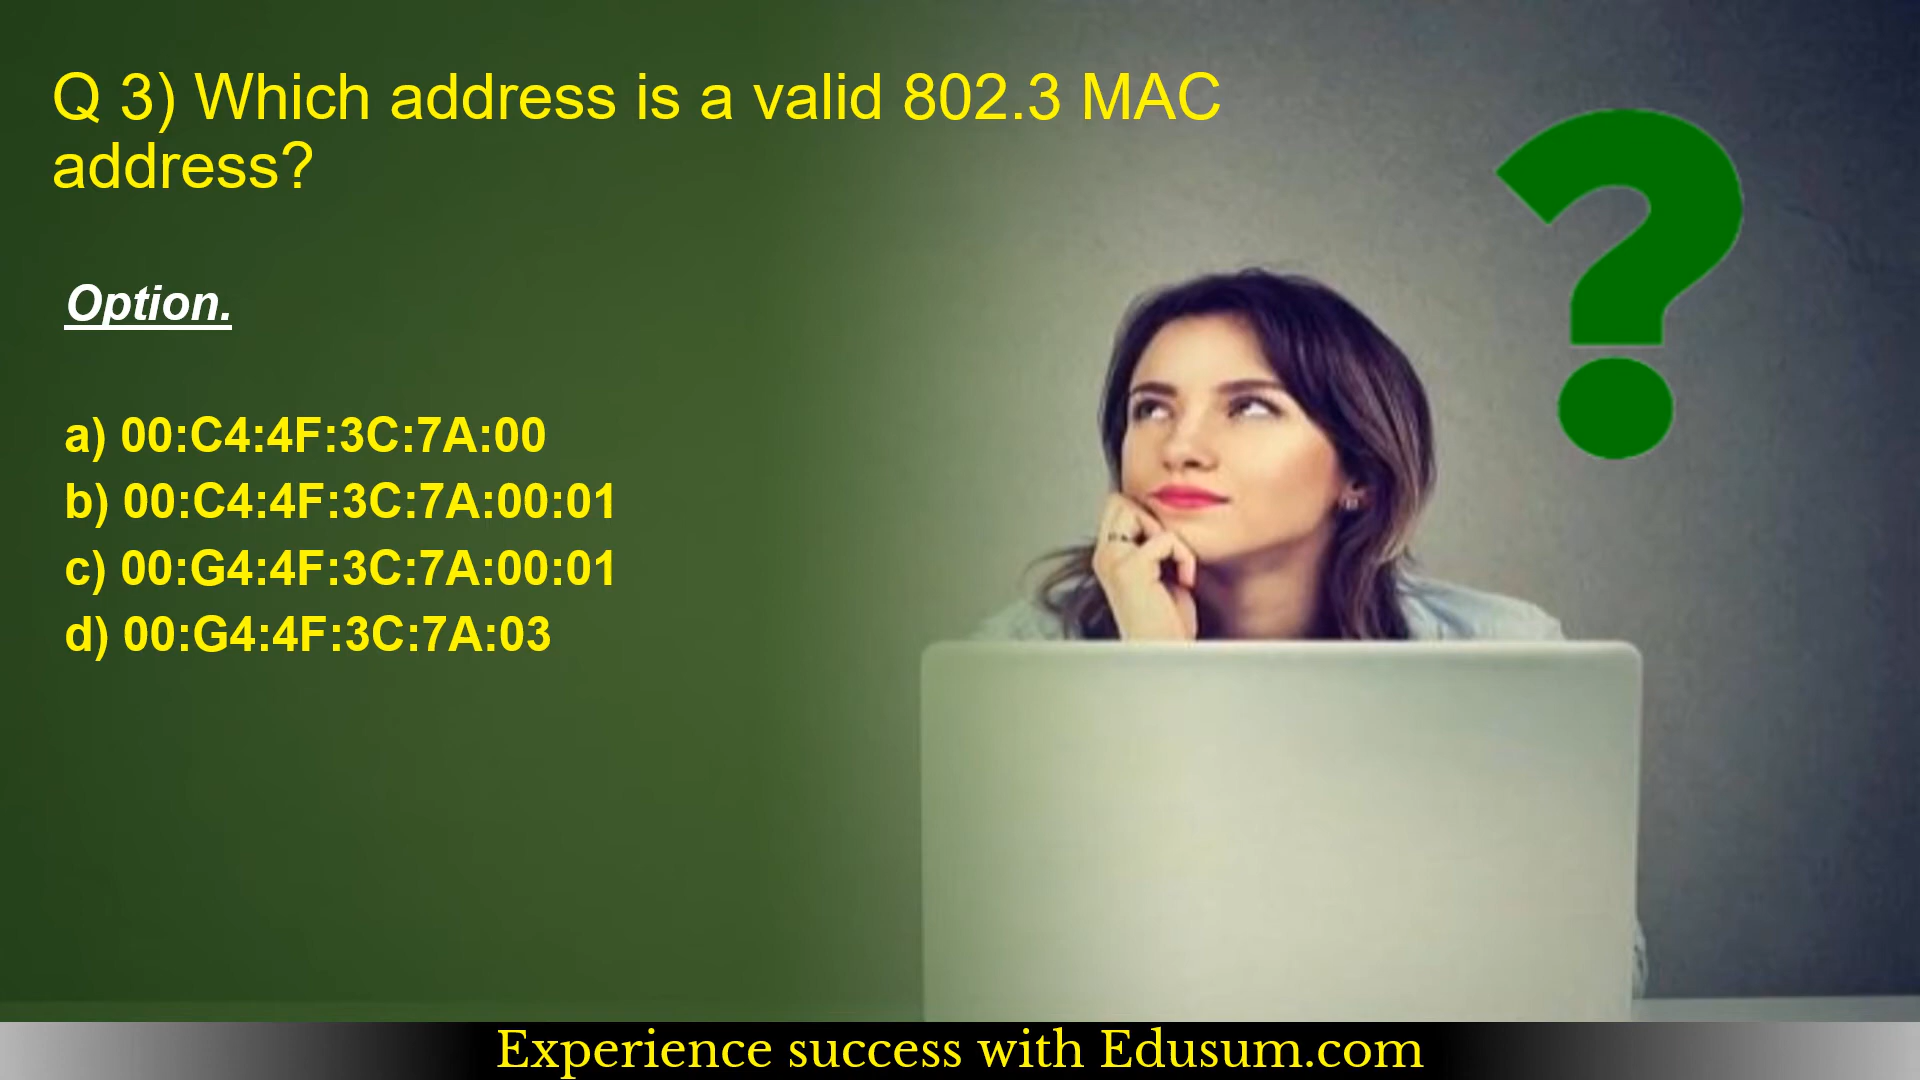 Q 3) Which address is a valid 802.3 MAC
address?
Option.
a) 00:C4:4F:3C:7A:00
b) 00:C4:4F:3C:7A:00:01
c) 00:G4:4F:3C:7A:00:01
d) 00:G4:4F:3C:7A:03
?
Experience success with Edusum.com